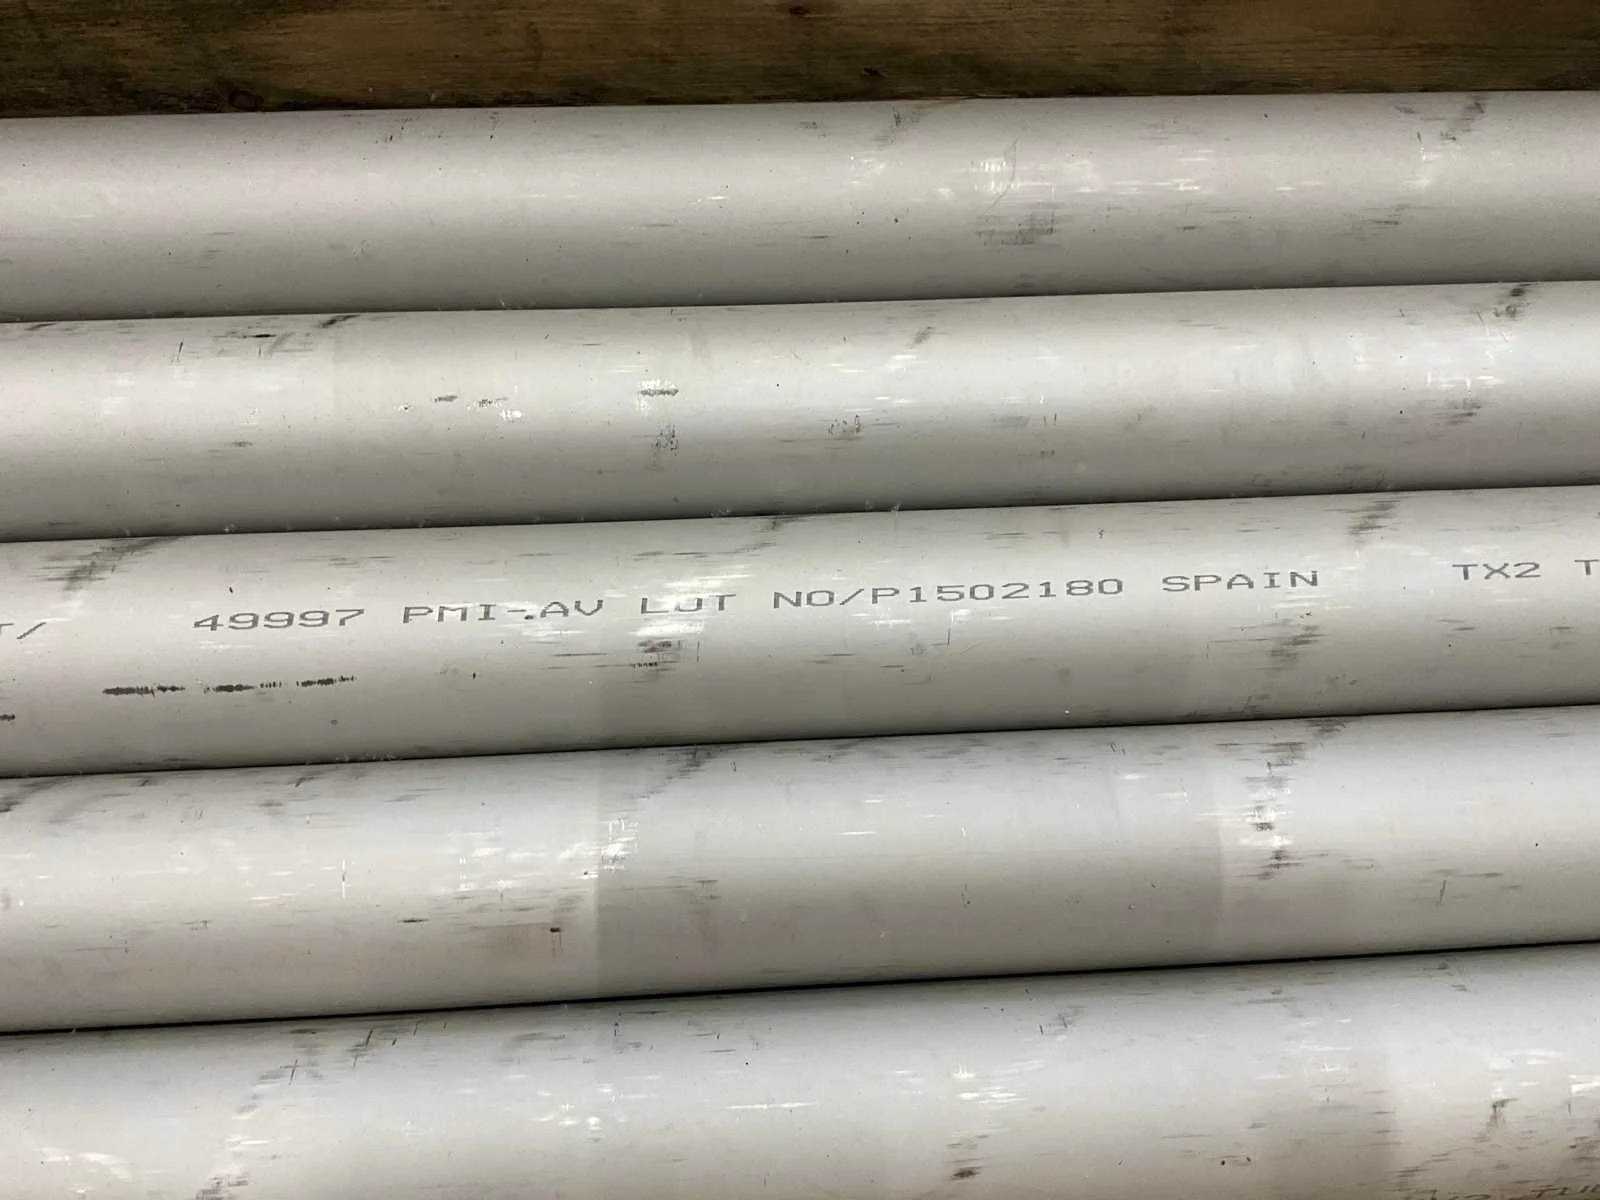 T/ 49997 PMI-.AV LOT NO/P1502180 SPAIN TX2 T